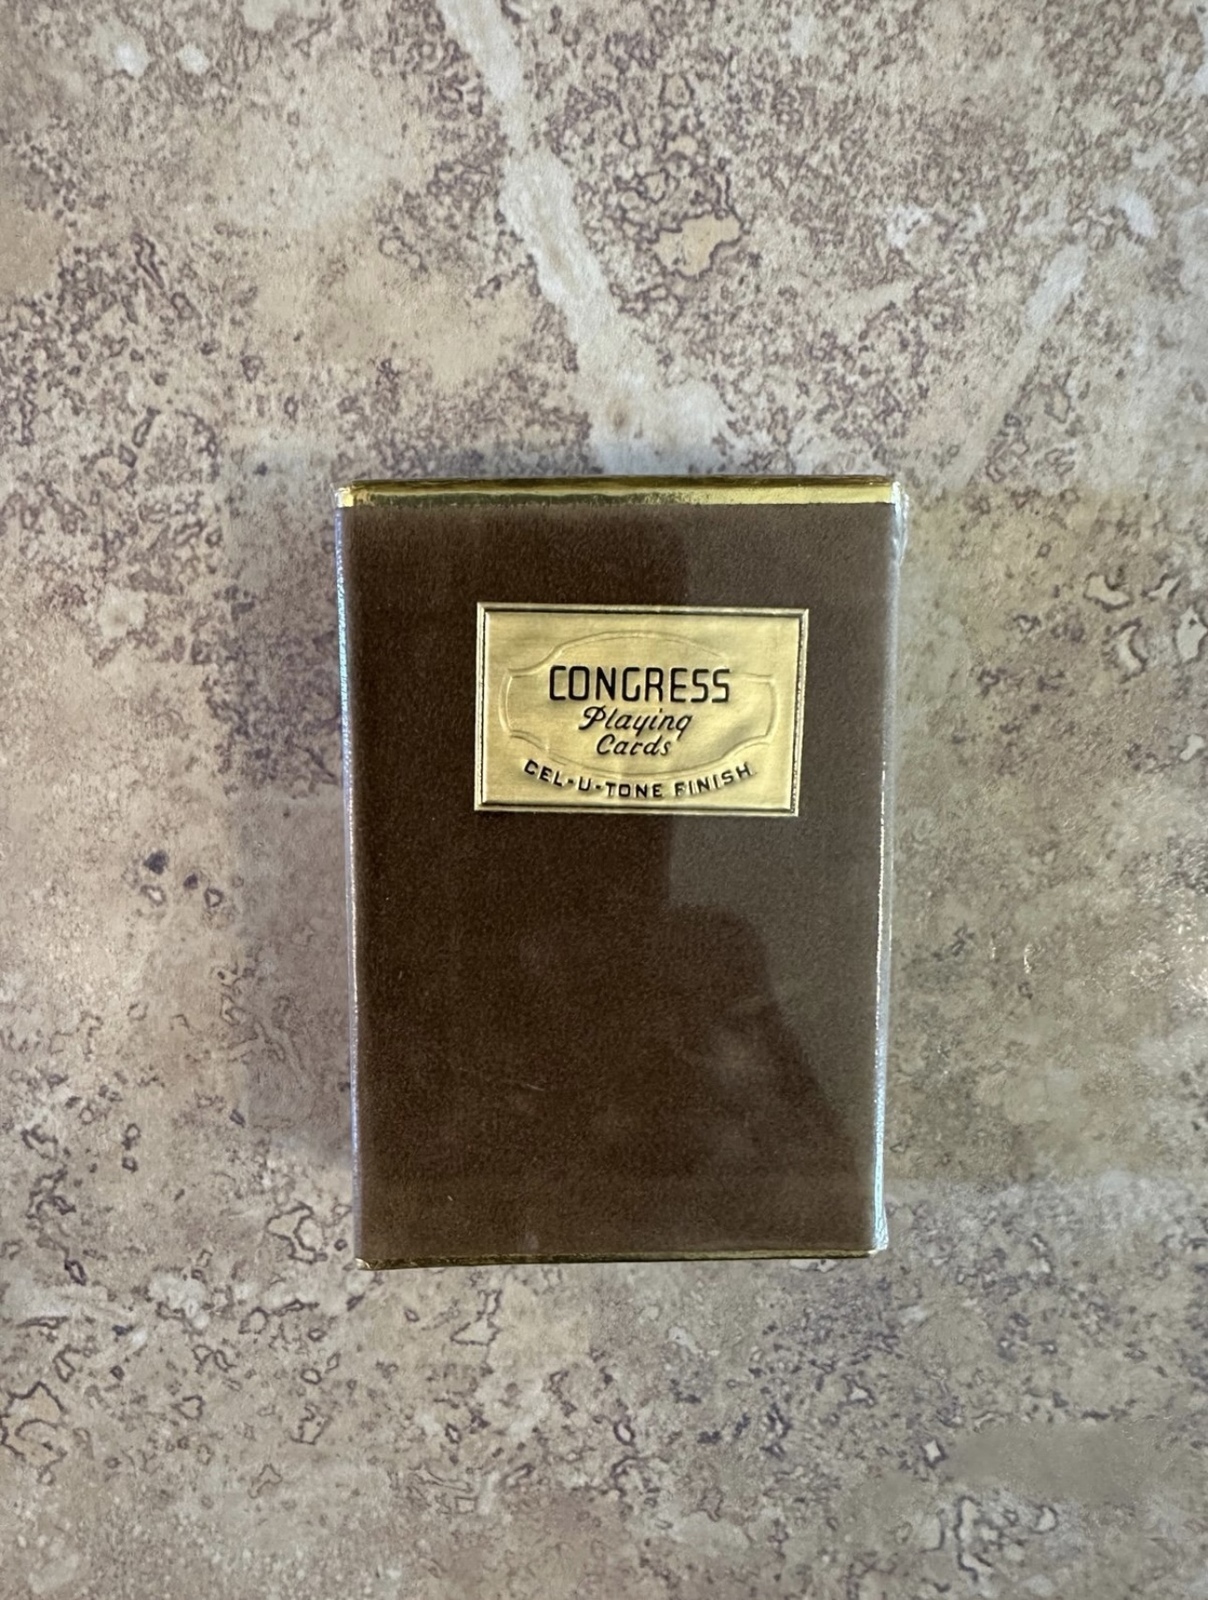 CONGRESS
Playing
Cards
CEL-U-TONE FINISH